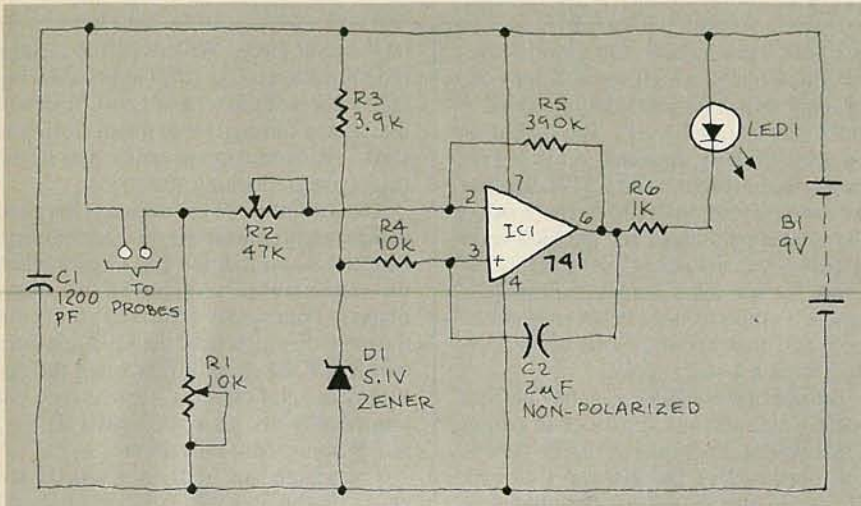 R3
3.9K
R5
390K
LED1
7
2
-
R2
47K
R4
10K
3
+
IC1
6
741
4
R6
1K
B1
9V
C1
1200
PF
TO
PROBES
R1
10K
D1
5.1V
ZENER
C2
2µF
NON-POLARIZED